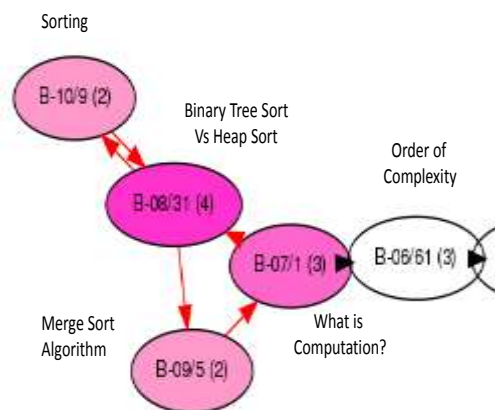 Sorting
B-10/9 (2)
Binary Tree Sort
Vs Heap Sort
Order of
Complexity
B-08/31 (4)
B-07/1 (3)
B-06/61 (3)
Merge Sort
Algorithm
What is
Computation?
B-09/5 (2)